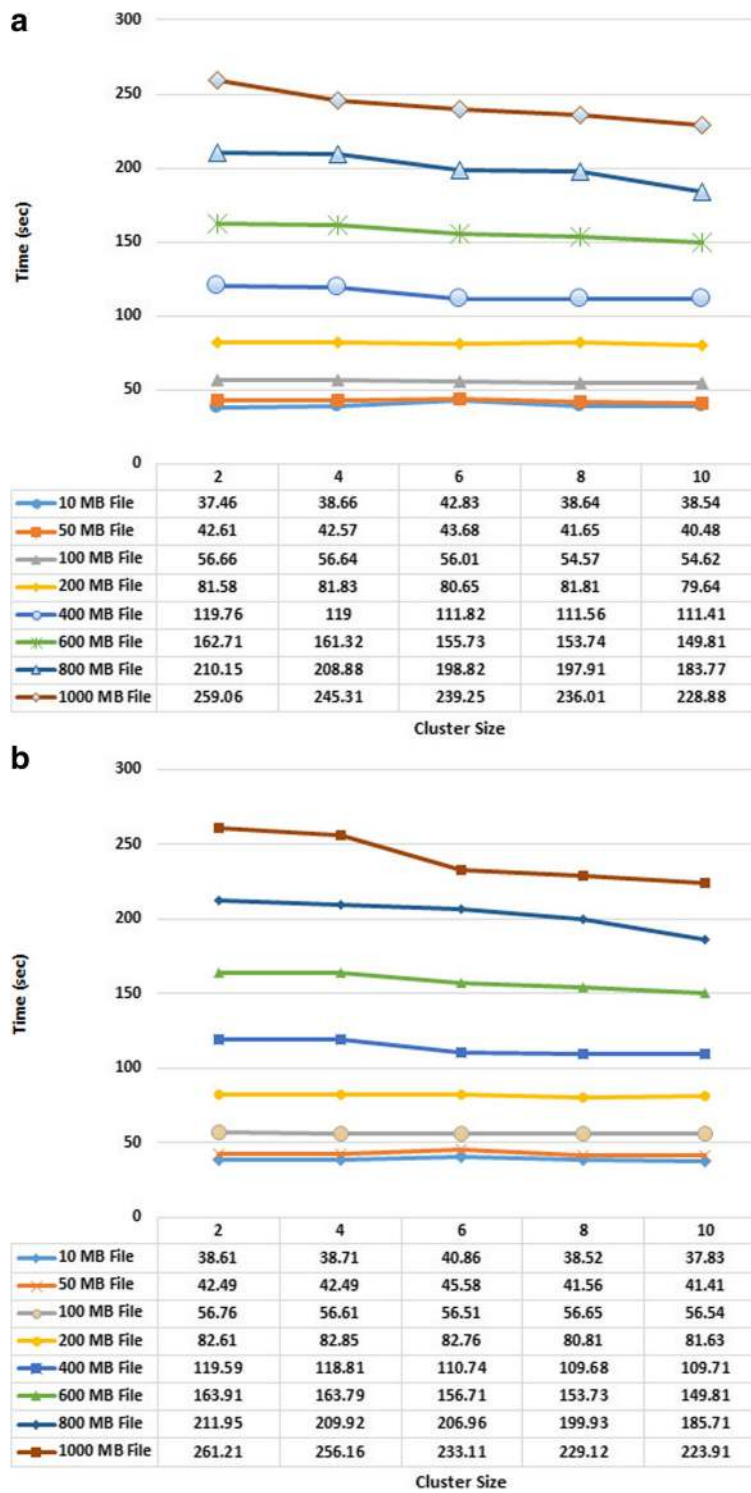 a
300
250
200
150
100
50
0
Time (sec)
2 4 6 8 10
10 MB File 37.46 38.66 42.83 38.64 38.54
50 MB File 42.61 42.57 43.68 41.65 40.48
100 MB File 56.66 56.64 56.01 54.57 54.62
200 MB File 81.58 81.83 80.65 81.81 79.64
400 MB File 119.76 119 111.82 111.56 111.41
600 MB File 162.71 161.32 155.73 153.74 149.81
800 MB File 210.15 208.88 198.82 197.91 183.77
1000 MB File 259.06 245.31 239.25 236.01 228.88
Cluster Size
b
300
250
200
150
100
50
0
Time (sec)
2 4 6 8 10
10 MB File 38.61 38.71 40.86 38.52 37.83
50 MB File 42.49 42.49 45.58 41.56 41.41
100 MB File 56.76 56.61 56.51 56.65 56.54
200 MB File 82.61 82.85 82.76 80.81 81.63
400 MB File 119.59 118.81 110.74 109.68 109.71
600 MB File 163.91 163.79 156.71 153.73 149.81
800 MB File 211.95 209.92 206.96 199.93 185.71
1000 MB File 261.21 256.16 233.11 229.12 223.91
Cluster Size